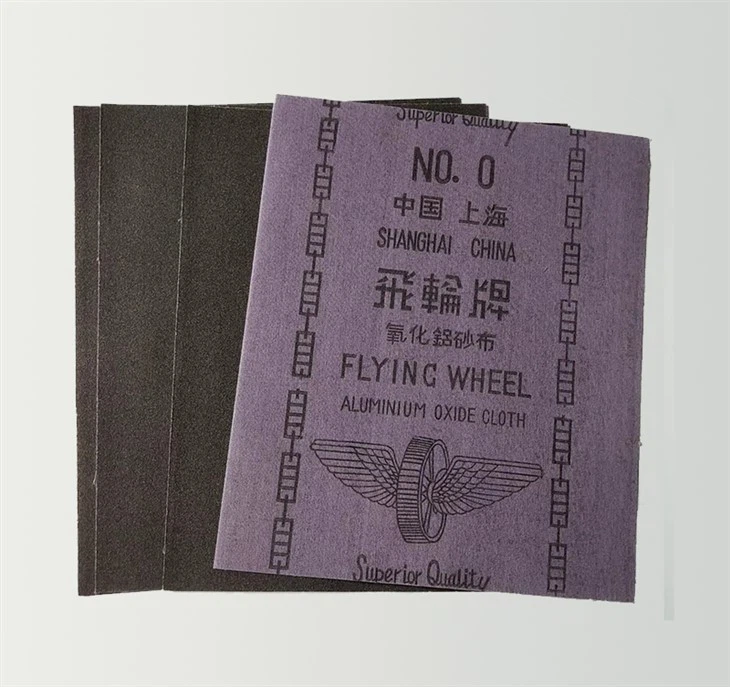 Superior Quality
NO. 0
中国 上海
SHANGHAI CHINA
飛輪牌
氧化鋁砂布
FLYING WHEEL
ALUMINIUM OXIDE CLOTH
Superior Quality